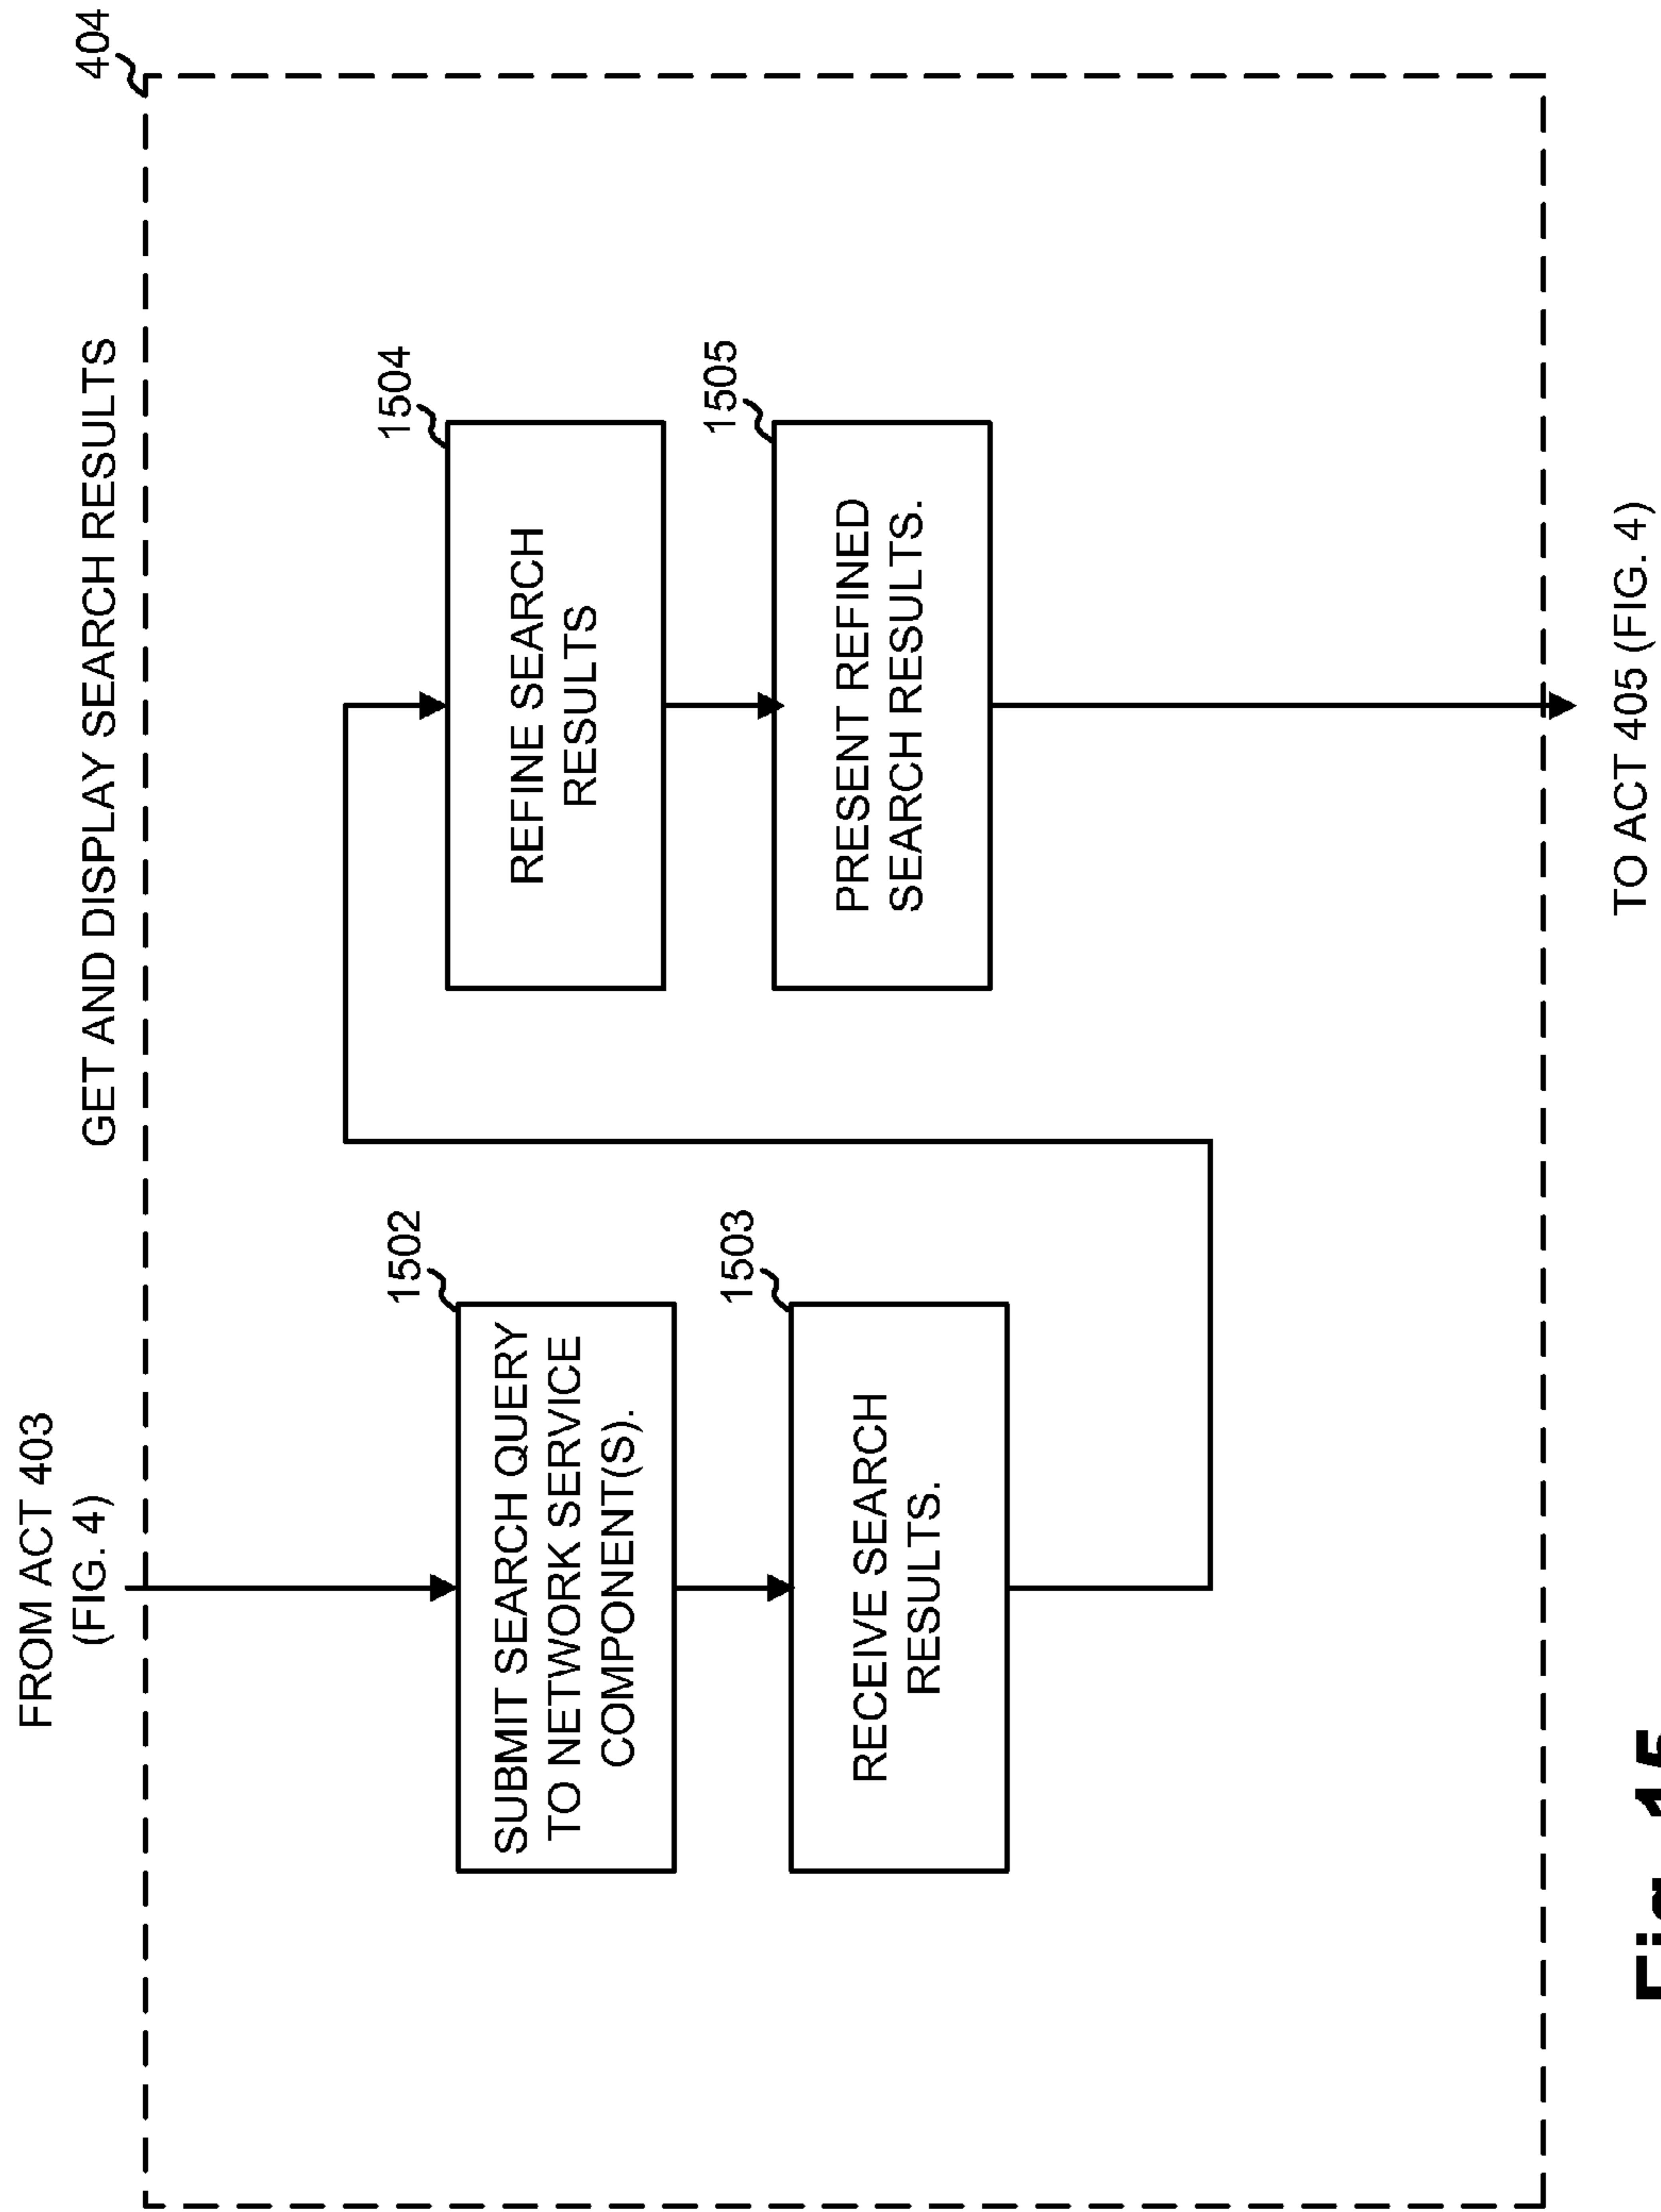 FROM ACT 403
(FIG. 4)
GET AND DISPLAY SEARCH RESULTS
404
1502
SUBMIT SEARCH QUERY
TO NETWORK SERVICE
COMPONENT(S).
1503
RECEIVE SEARCH
RESULTS.
1504
REFINE SEARCH
RESULTS
1505
PRESENT REFINED
SEARCH RESULTS.
TO ACT 405 (FIG. 4)